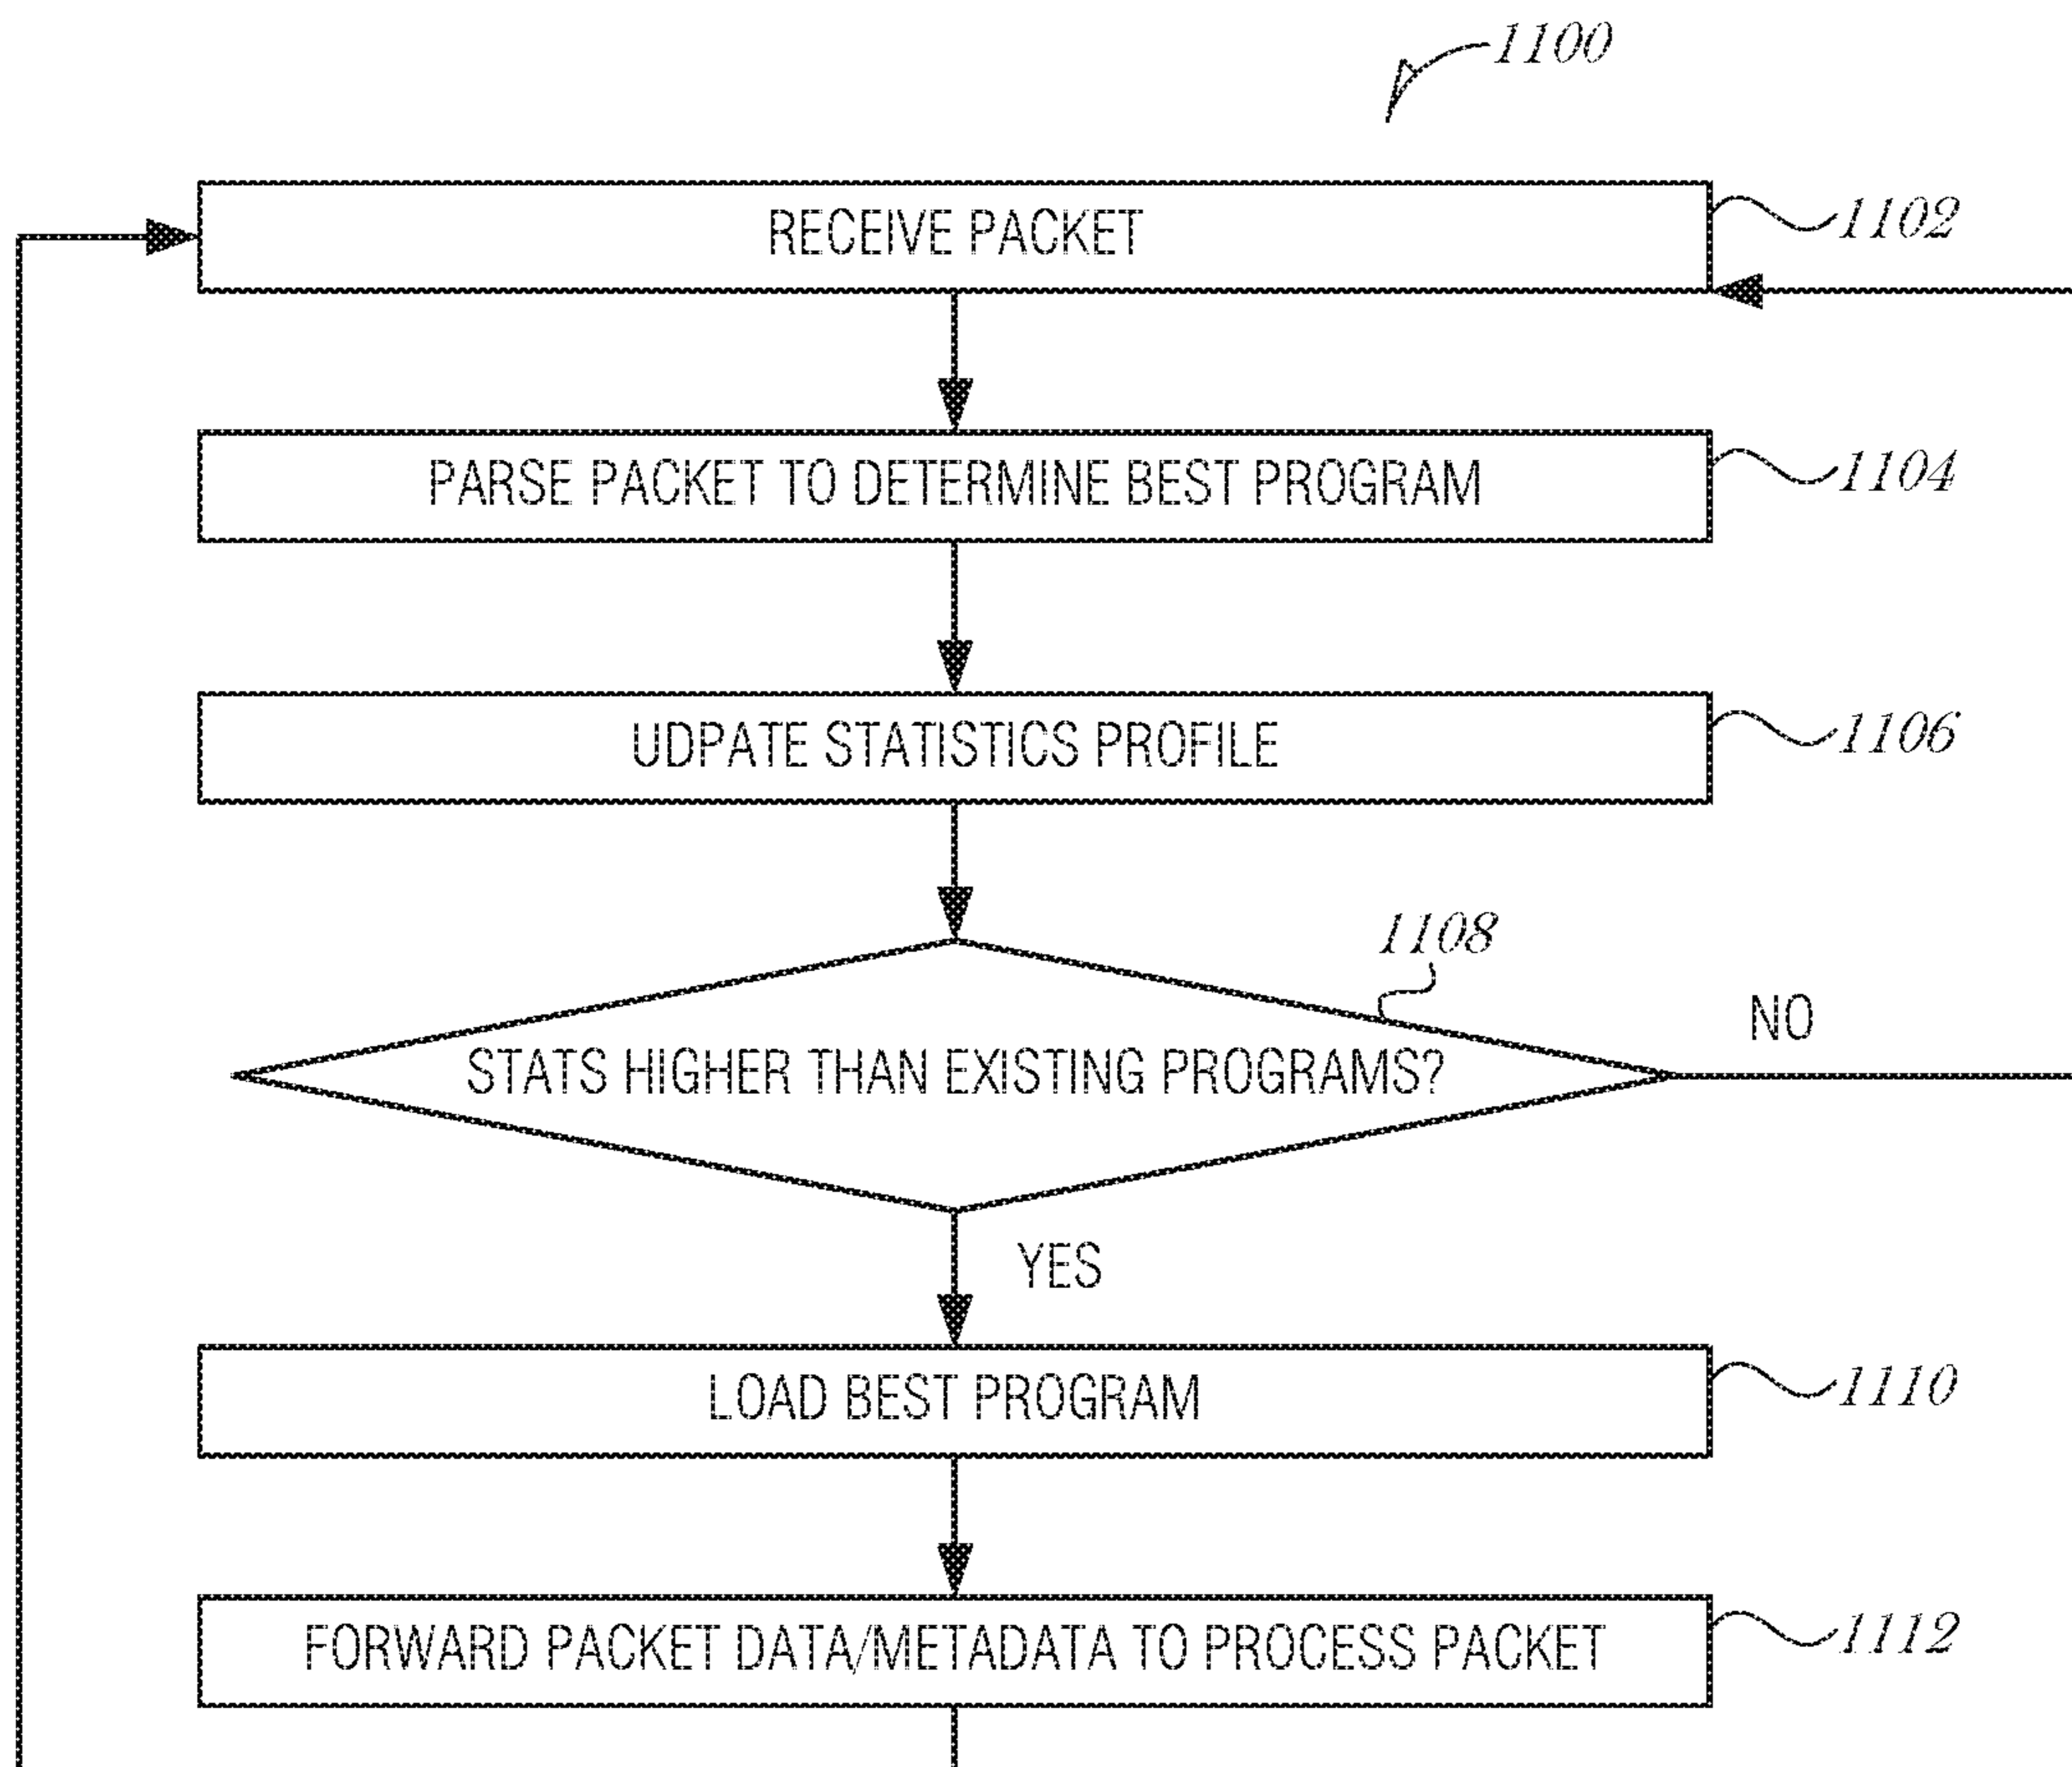 1100
RECEIVE PACKET
1102
PARSE PACKET TO DETERMINE BEST PROGRAM
1104
UDPATE STATISTICS PROFILE
1106
1108
STATS HIGHER THAN EXISTING PROGRAMS?
NO
YES
LOAD BEST PROGRAM
1110
FORWARD PACKET DATA/METADATA TO PROCESS PACKET
1112